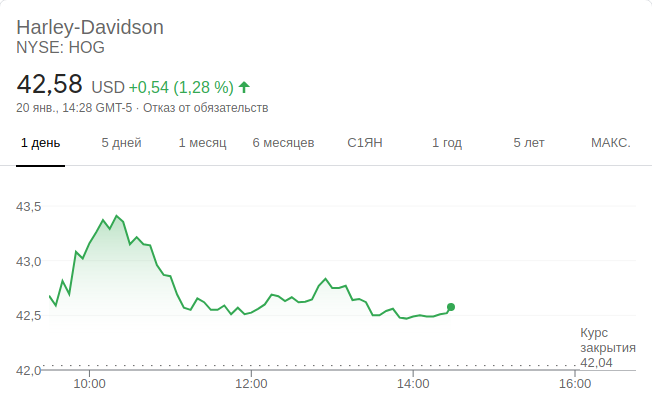 Harley-Davidson
NYSE: HOG
42,58 USD +0,54 (1,28 %)
20 янв., 14:28 GMT-5 · Отказ от обязательств
1 день 5 дней 1 месяц 6 месяцев С1ЯН 1 год 5 лет МАКС.
43,5
43,0
42,5
Курс
закрытия
42,04
42,0
10:00 12:00 14:00 16:00